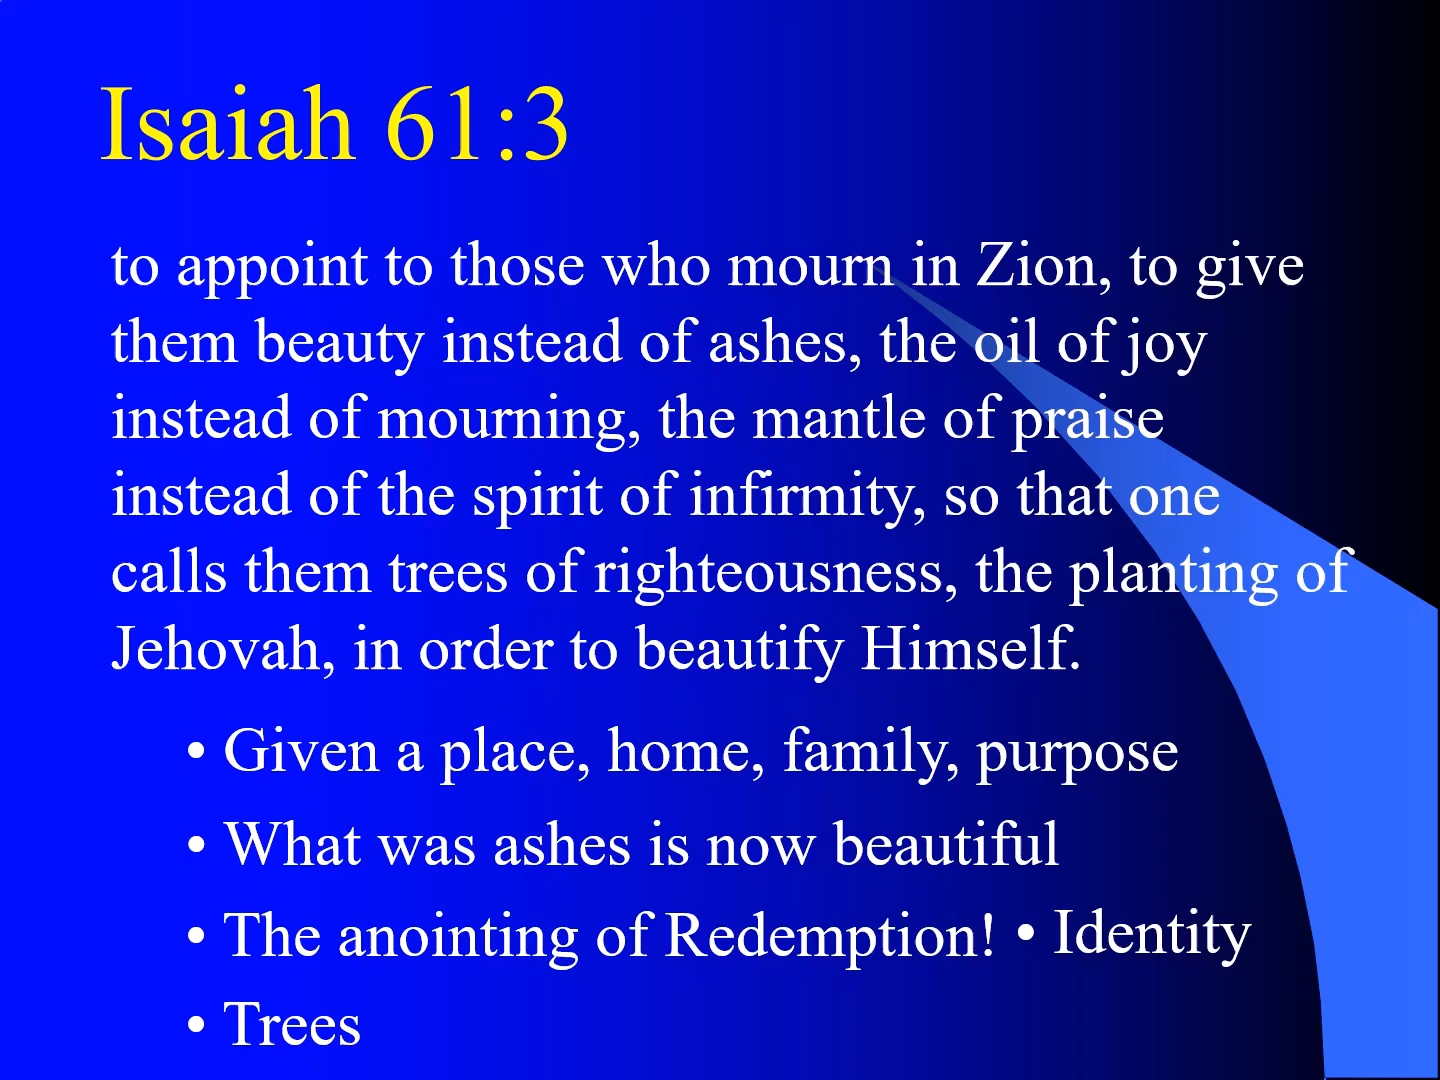 Isaiah 61:3
to appoint to those who mourn in Zion, to give
them beauty instead of ashes, the oil of joy
instead of mourning, the mantle of praise
instead of the spirit of infirmity, so that one
calls them trees of righteousness, the planting of
Jehovah, in order to beautify Himself.
• Given a place, home, family, purpose
• What was ashes is now beautiful
• The anointing of Redemption! • Identity
• Trees